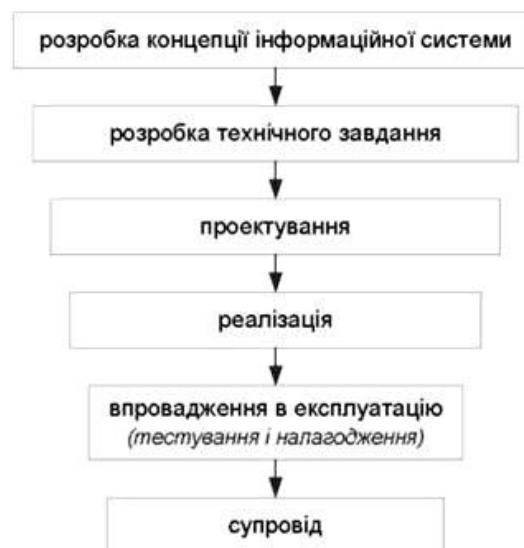 розробка концепції інформаційної системи
розробка технічного завдання
проектування
реалізація
впровадження в експлуатацію
(тестування і налагодження)
супровід